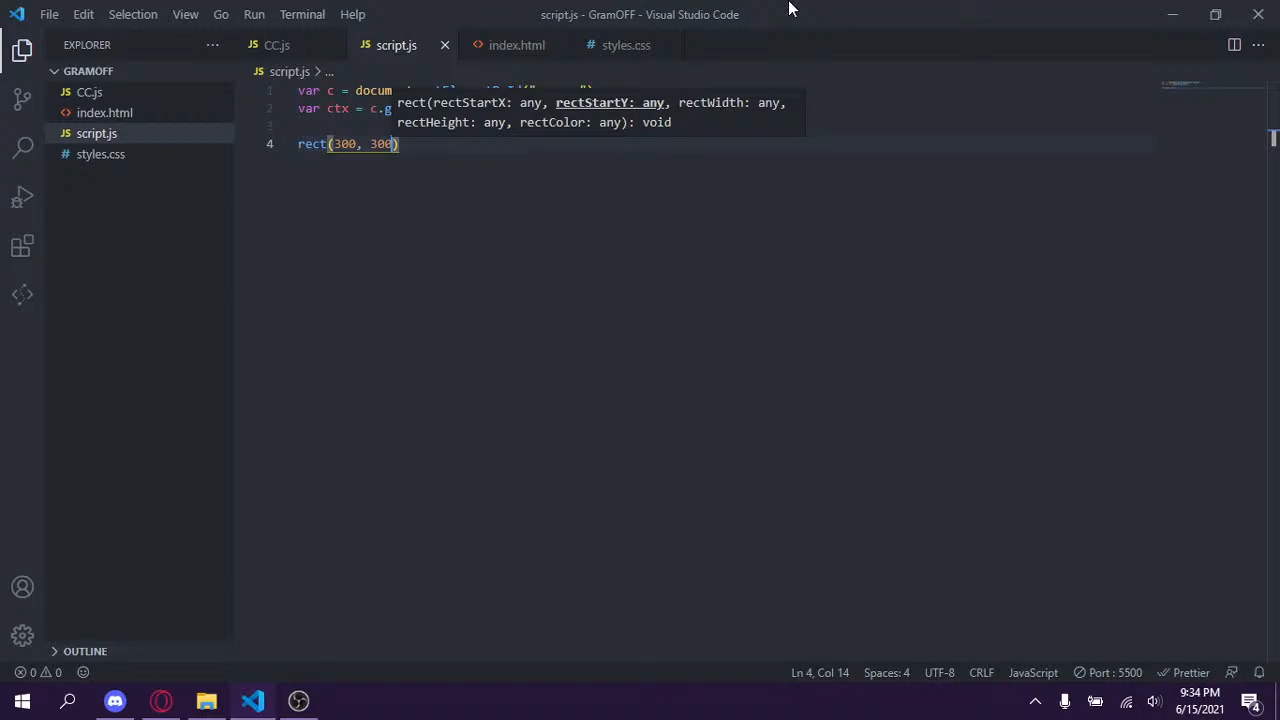 File Edit Selection View Go Run Terminal Help
script.js - GramOFF - Visual Studio Code
EXPLORER
JS CC.js
JS script.js
<> index.html
# styles.css
GRAMOFF
JS script.js > ...
JS CC.js
<> index.html
JS script.js
# styles.css
1 var c = docum
2 var ctx = c.g
3
4 rect(300, 300)
rect(rectStartX: any, rectStartY: any, rectWidth: any,
rectHeight: any, rectColor: any): void
OUTLINE
0 0
Ln 4, Col 14
Spaces: 4
UTF-8
CRLF
JavaScript
Port : 5500
Prettier
9:34 PM
6/15/2021
4